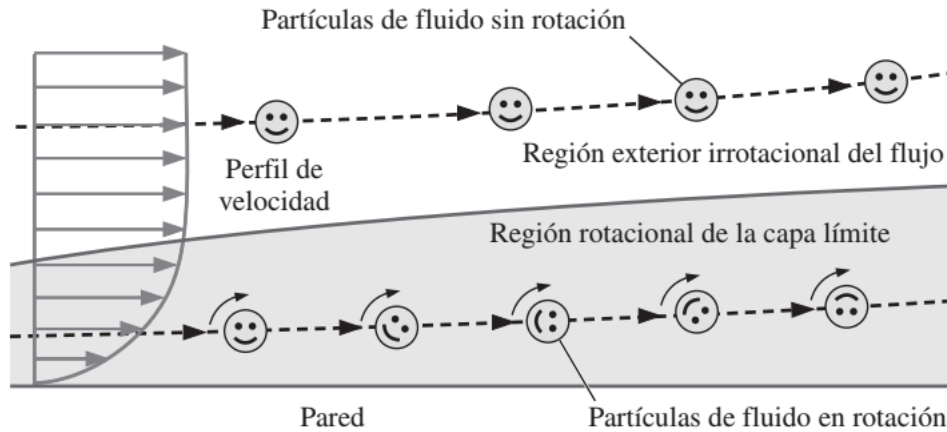 Partículas de fluido sin rotación
Perfil de
velocidad
Región exterior irrotacional del flujo
Región rotacional de la capa límite
Pared
Partículas de fluido en rotación